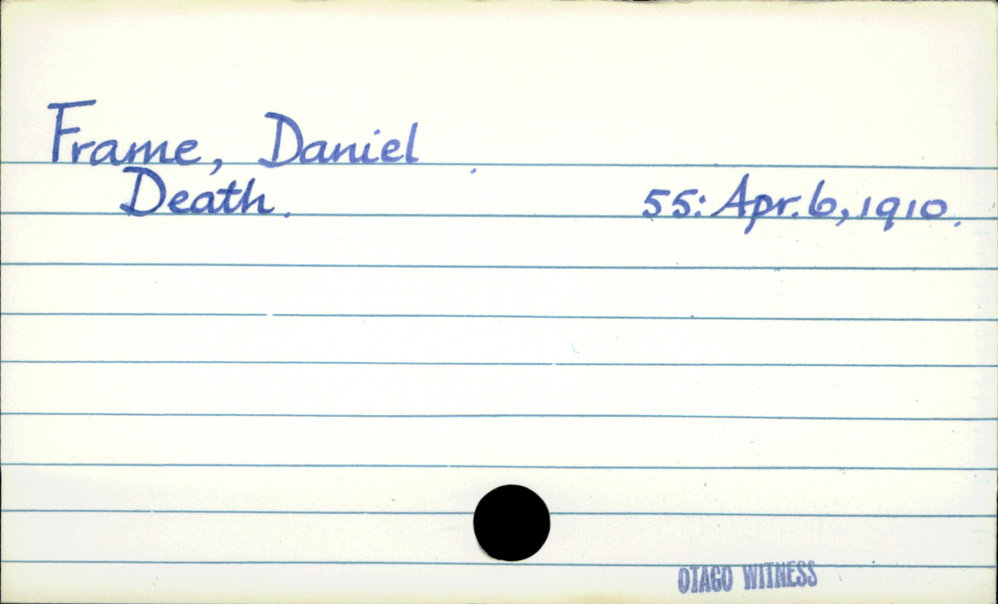 Frame, Daniel
Death. 55: Apr. 6, 1910.
OTAGO WITNESS